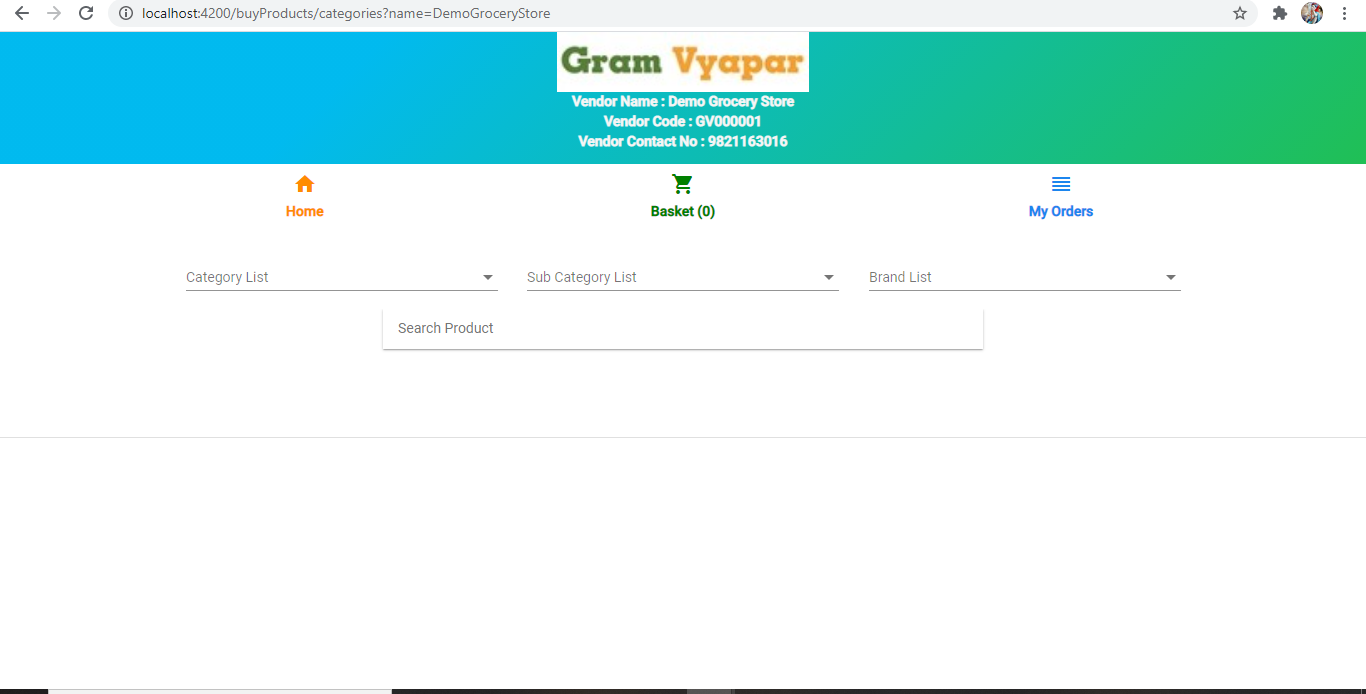 localhost:4200/buyProducts/categories?name=DemoGroceryStore
Gram Vyapar
Vendor Name : Demo Grocery Store
Vendor Code : GV000001
Vendor Contact No : 9821163016
Home
Basket (0)
My Orders
Category List
Sub Category List
Brand List
Search Product